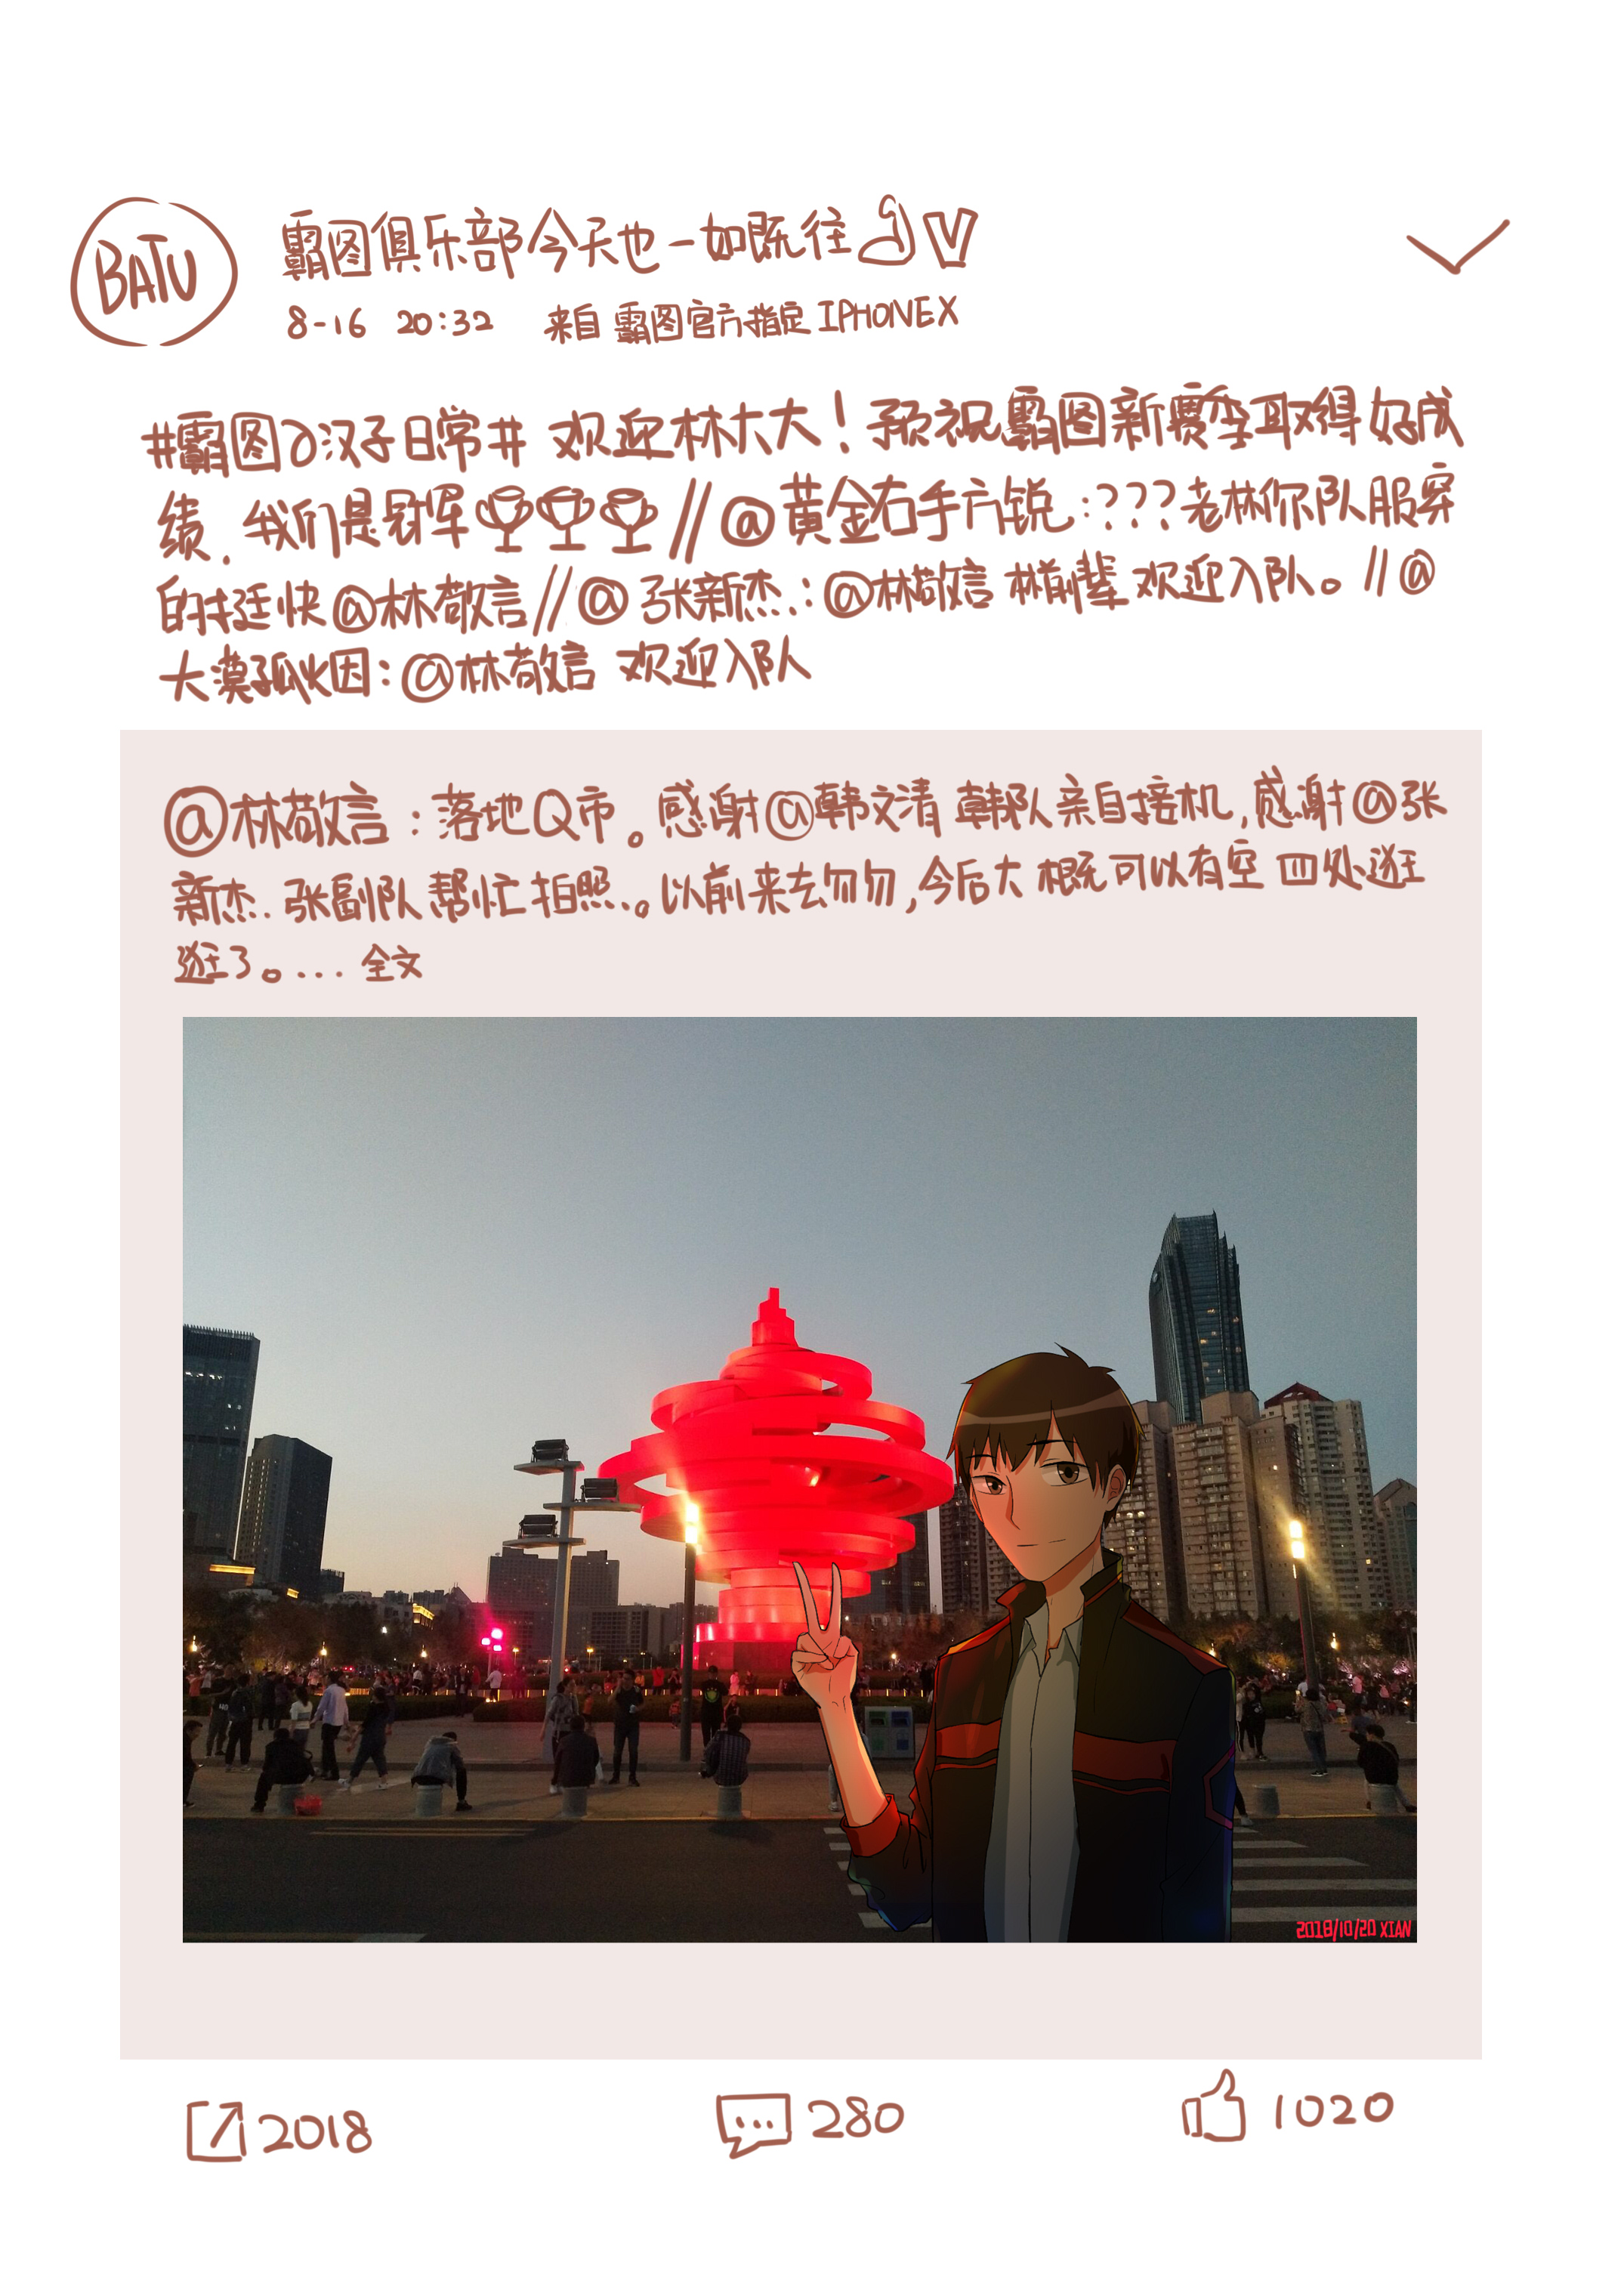 BATU
霸图俱乐部今天也一如既往
8-16 20:32 来自 霸图官方指定 IPHONEX
#霸图の汉子日常# 欢迎林大大！预祝霸图新赛季取得好成
绩.我们是冠军🏆🏆🏆//@黄金右手方锐:???老林你队服穿
的挺快@林敬言//@张新杰.:@林敬言 林前辈 欢迎入队。//@
大漠孤烟:@林敬言 欢迎入队
@林敬言:落地Q市。感谢@韩文清 韩队亲自接机,感谢@张
新杰.张副队帮忙拍照.。以前来去匆匆,今后大概可以有空四处逛
逛了。...全文
2018/10/20 XIAN
2018 280 1020